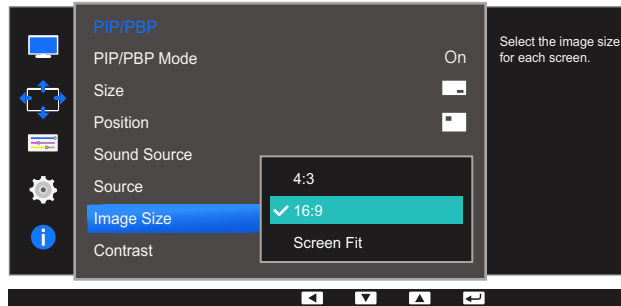 PIP/PBP
PIP/PBP Mode On
Size
Position
Sound Source
Source
Image Size
Contrast
4:3
16:9
Screen Fit
Select the image size
for each screen.